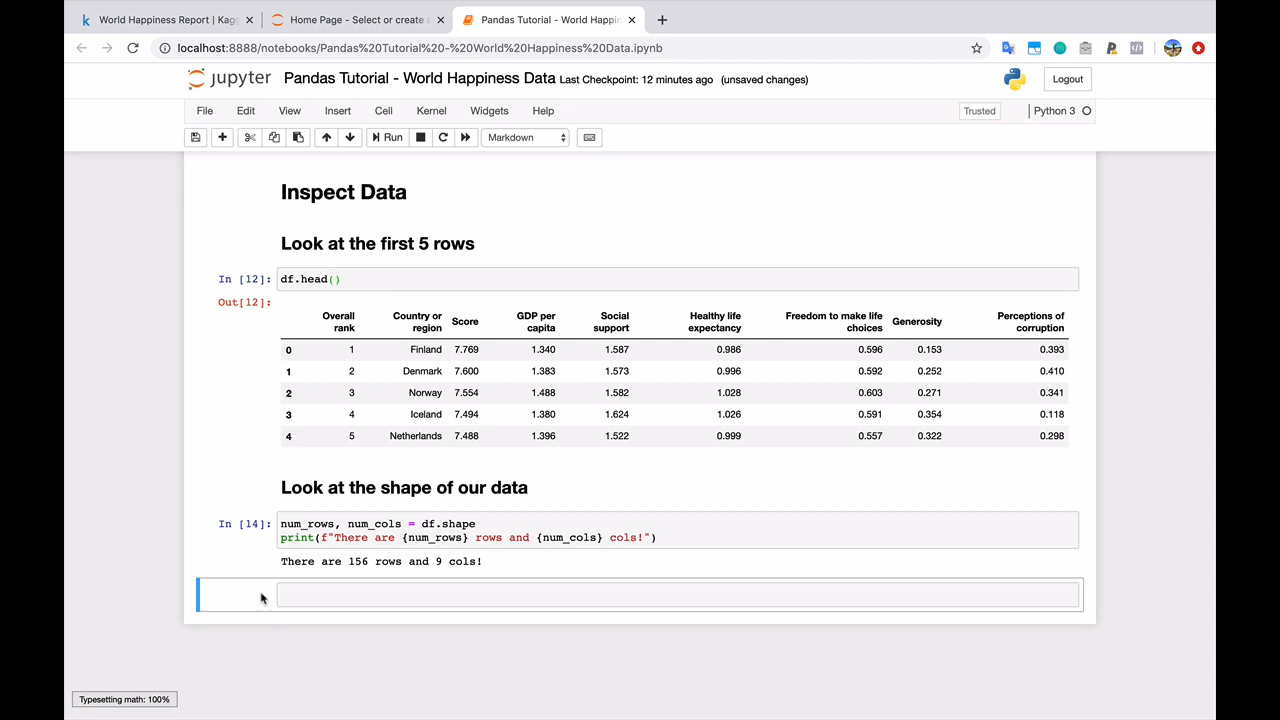 World Happiness Report | Kagg
Home Page - Select or create a
Pandas Tutorial - World Happin
localhost:8888/notebooks/Pandas%20Tutorial%20-%20World%20Happiness%20Data.ipynb
jupyter Pandas Tutorial - World Happiness Data Last Checkpoint: 12 minutes ago (unsaved changes)
Logout
File Edit View Insert Cell Kernel Widgets Help
Trusted
Python 3
Run
Markdown
Inspect Data
Look at the first 5 rows
In [12]: df.head()
Out[12]:
Overall rank Country or region Score GDP per capita Social support Healthy life expectancy Freedom to make life choices Generosity Perceptions of corruption
0 1 Finland 7.769 1.340 1.587 0.986 0.596 0.153 0.393
1 2 Denmark 7.600 1.383 1.573 0.996 0.592 0.252 0.410
2 3 Norway 7.554 1.488 1.582 1.028 0.603 0.271 0.341
3 4 Iceland 7.494 1.380 1.624 1.026 0.591 0.354 0.118
4 5 Netherlands 7.488 1.396 1.522 0.999 0.557 0.322 0.298
Look at the shape of our data
In [14]: num_rows, num_cols = df.shape
print(f"There are {num_rows} rows and {num_cols} cols!")
There are 156 rows and 9 cols!
Typesetting math: 100%